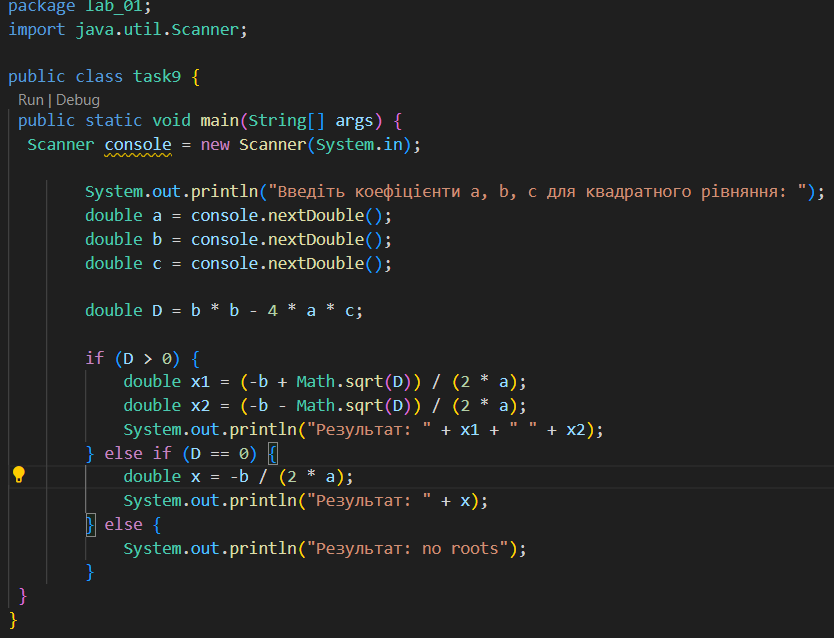 package lab_01;
import java.util.Scanner;
public class task9 {
Run | Debug
public static void main(String[] args) {
Scanner console = new Scanner(System.in);
System.out.println("Введіть коефіцієнти a, b, c для квадратного рівняння: ");
double a = console.nextDouble();
double b = console.nextDouble();
double c = console.nextDouble();
double D = b * b - 4 * a * c;
if (D > 0) {
double x1 = (-b + Math.sqrt(D)) / (2 * a);
double x2 = (-b - Math.sqrt(D)) / (2 * a);
System.out.println("Результат: " + x1 + " " + x2);
} else if (D == 0) {
double x = -b / (2 * a);
System.out.println("Результат: " + x);
} else {
System.out.println("Результат: no roots");
}
}
}